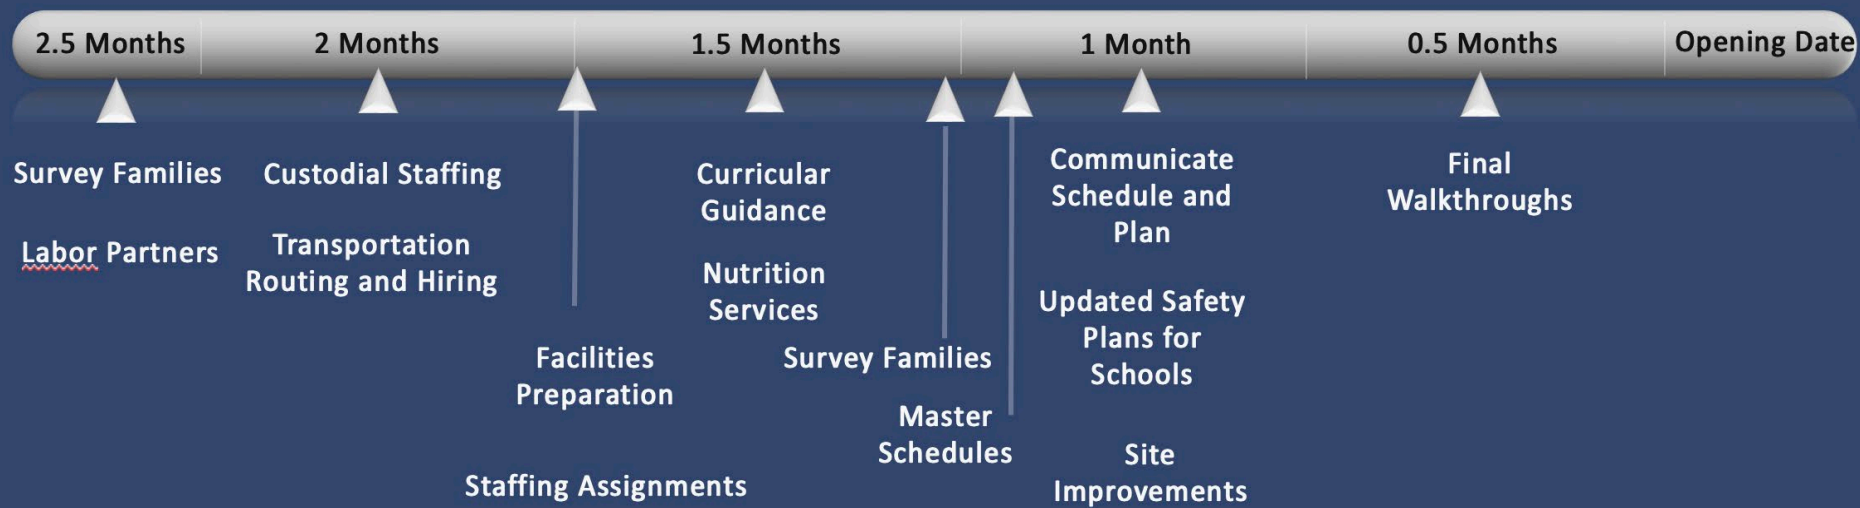 2.5 Months
2 Months
1.5 Months
1 Month
0.5 Months
Opening Date
Survey Families
Labor Partners
Custodial Staffing
Transportation
Routing and Hiring
Facilities
Preparation
Staffing Assignments
Curricular
Guidance
Nutrition
Services
Survey Families
Master
Schedules
Communicate
Schedule and
Plan
Updated Safety
Plans for
Schools
Site
Improvements
Final
Walkthroughs